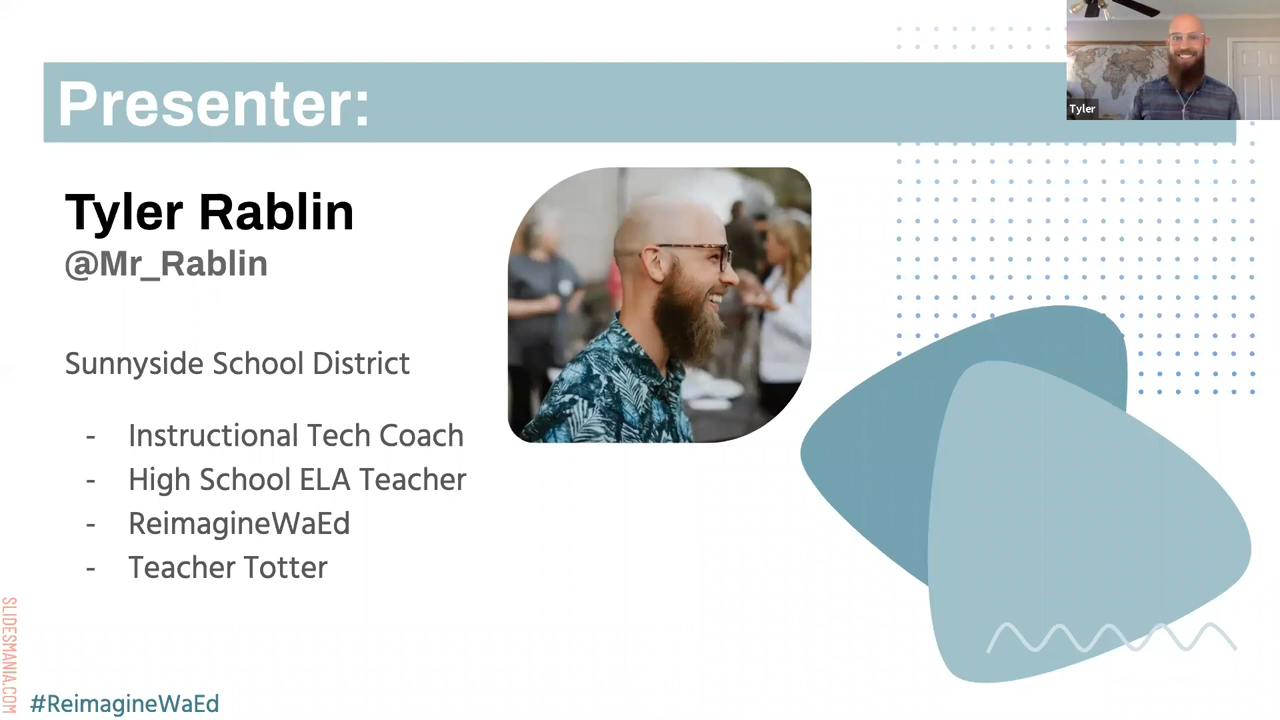 Presenter:
Tyler
Tyler Rablin
@Mr_Rablin
Sunnyside School District
- Instructional Tech Coach
- High School ELA Teacher
- ReimagineWaEd
- Teacher Totter
SLIDESMANIA.COM
#ReimagineWaEd